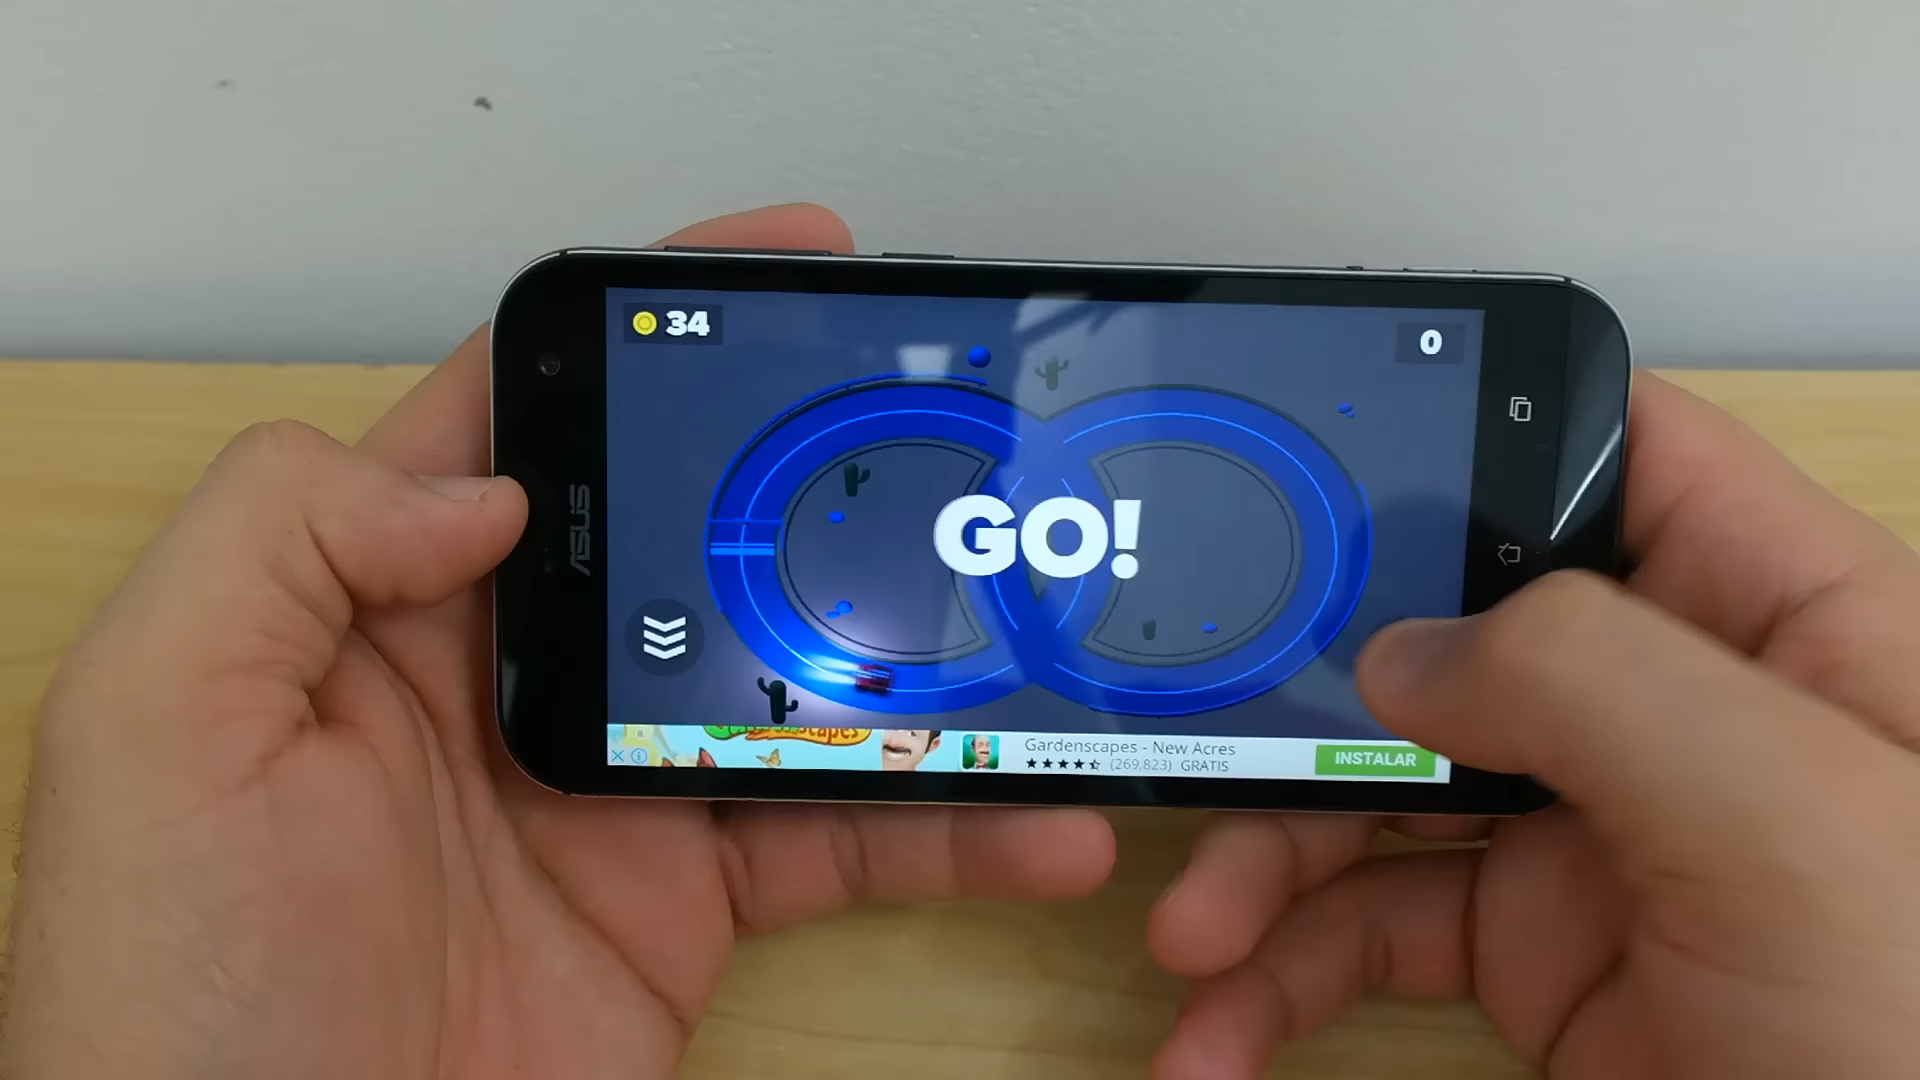 34
0
GO!
ASUS
Gardenscapes - New Acres
(269,823) GRATIS
INSTALAR